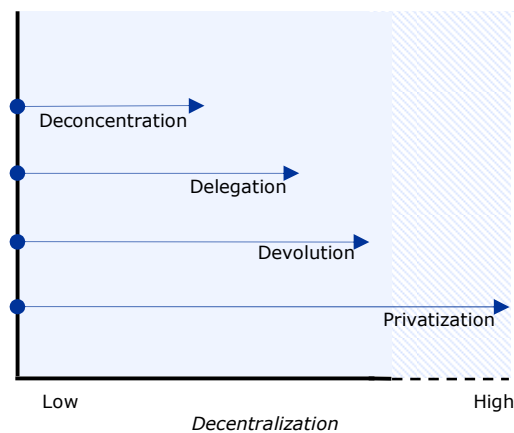 Deconcentration
Delegation
Devolution
Privatization
Low
High
Decentralization